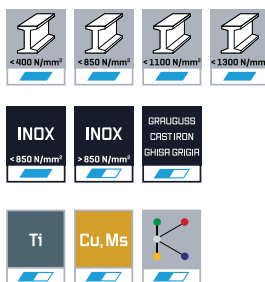 <400 N/mm² <850 N/mm² <1100 N/mm² <1300 N/mm²
INOX INOX GRAUGUSS
CAST IRON
GHISA GRIGIA
<850 N/mm² >850 N/mm²
Ti Cu, Ms